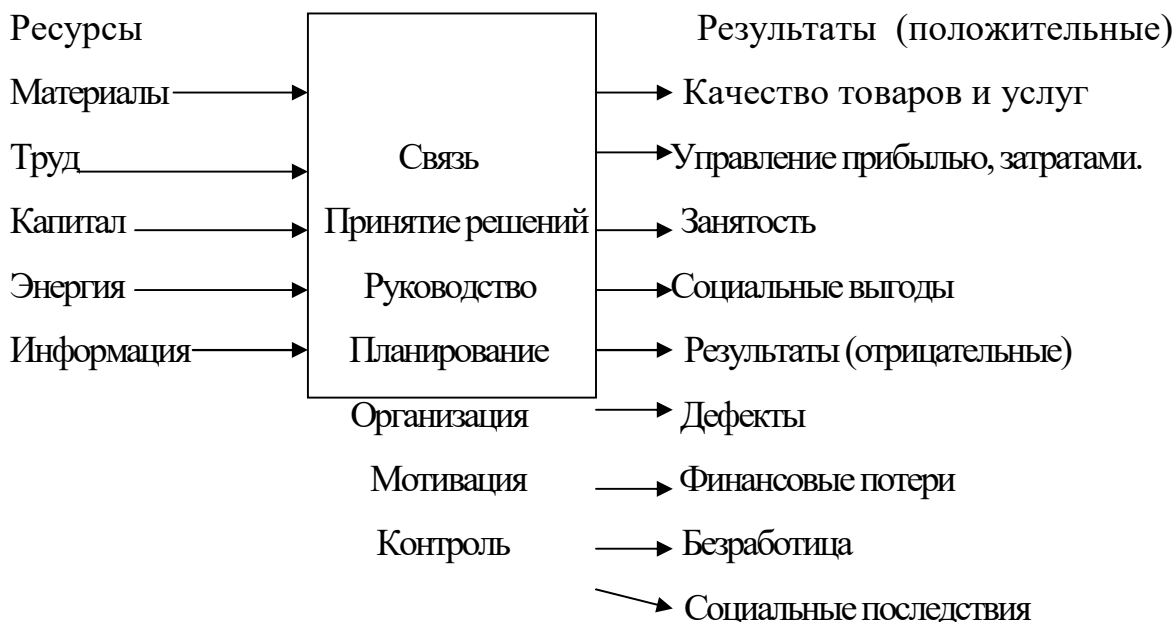 Ресурсы Результаты (положительные)
Материалы Качество товаров и услуг
Труд Связь Управление прибылью, затратами.
Капитал Принятие решений Занятость
Энергия Руководство Социальные выгоды
Информация Планирование Результаты (отрицательные)
Организация Дефекты
Мотивация Финансовые потери
Контроль Безработица
Социальные последствия